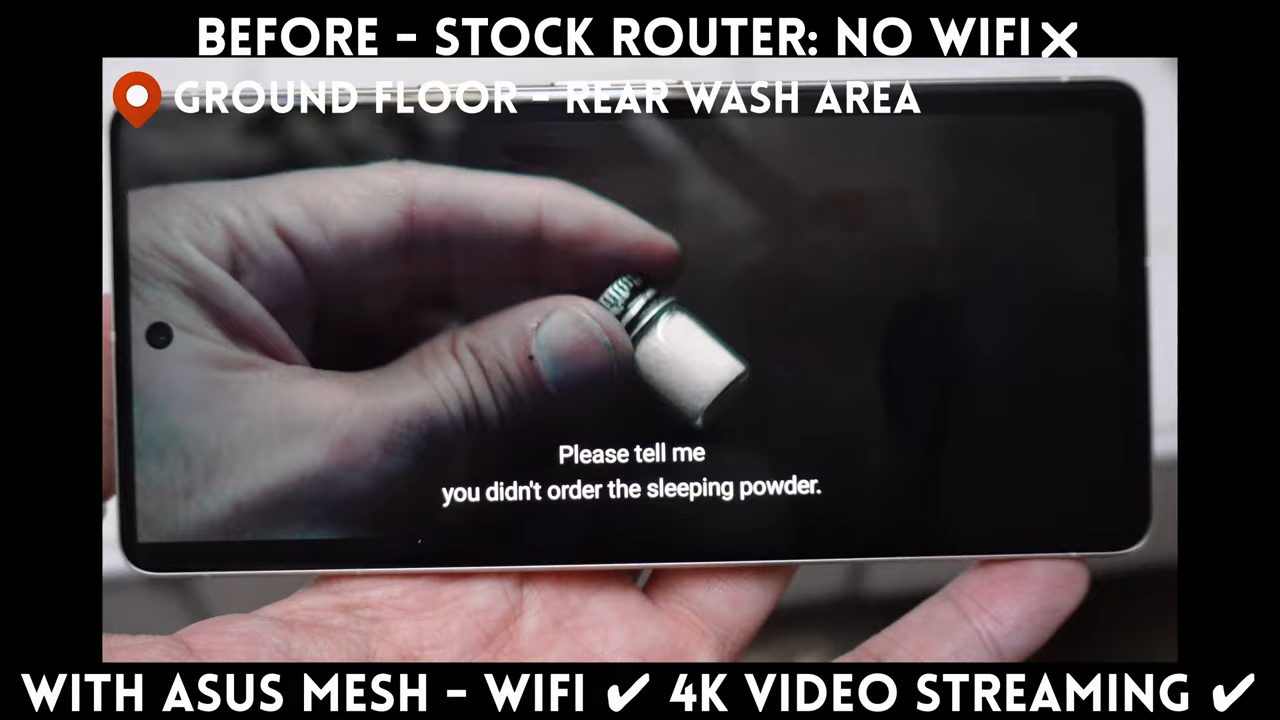 BEFORE - STOCK ROUTER: NO WIFI ✕
GROUND FLOOR - REAR WASH AREA
Please tell me
you didn't order the sleeping powder.
WITH ASUS MESH - WIFI ✔ 4K VIDEO STREAMING ✔